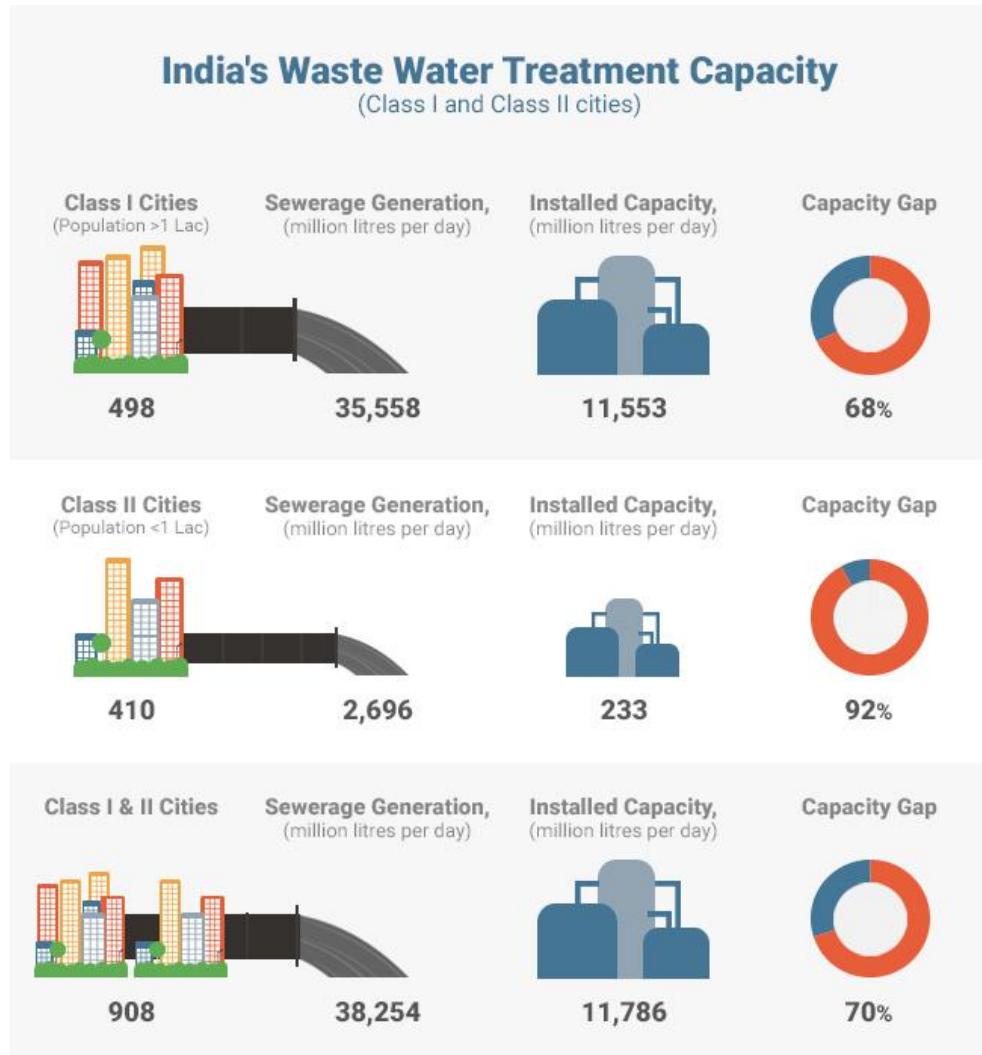 India's Waste Water Treatment Capacity
(Class I and Class II cities)
Class I Cities
(Population >1 Lac)
Sewerage Generation,
(million litres per day)
Installed Capacity,
(million litres per day)
Capacity Gap
498
35,558
11,553
68%
Class II Cities
(Population <1 Lac)
Sewerage Generation,
(million litres per day)
Installed Capacity,
(million litres per day)
Capacity Gap
410
2,696
233
92%
Class I & II Cities
Sewerage Generation,
(million litres per day)
Installed Capacity,
(million litres per day)
Capacity Gap
908
38,254
11,786
70%